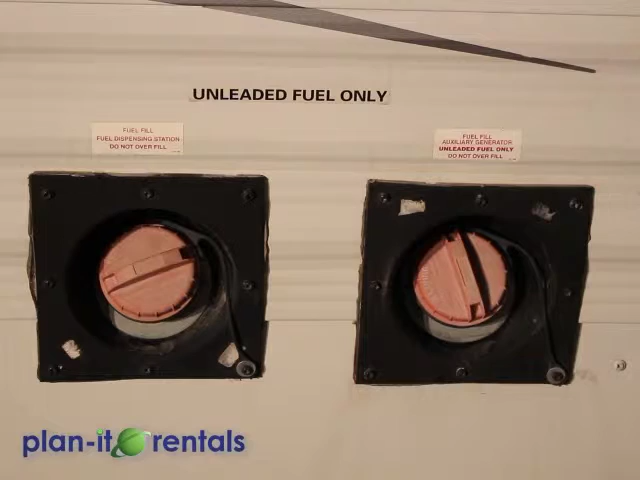 UNLEADED FUEL ONLY
FUEL FILL
FUEL DISPENSING STATION
DO NOT OVER FILL
FUEL FILL
AUXILIARY GENERATOR
UNLEADED FUEL ONLY
DO NOT OVER FILL
plan-it rentals